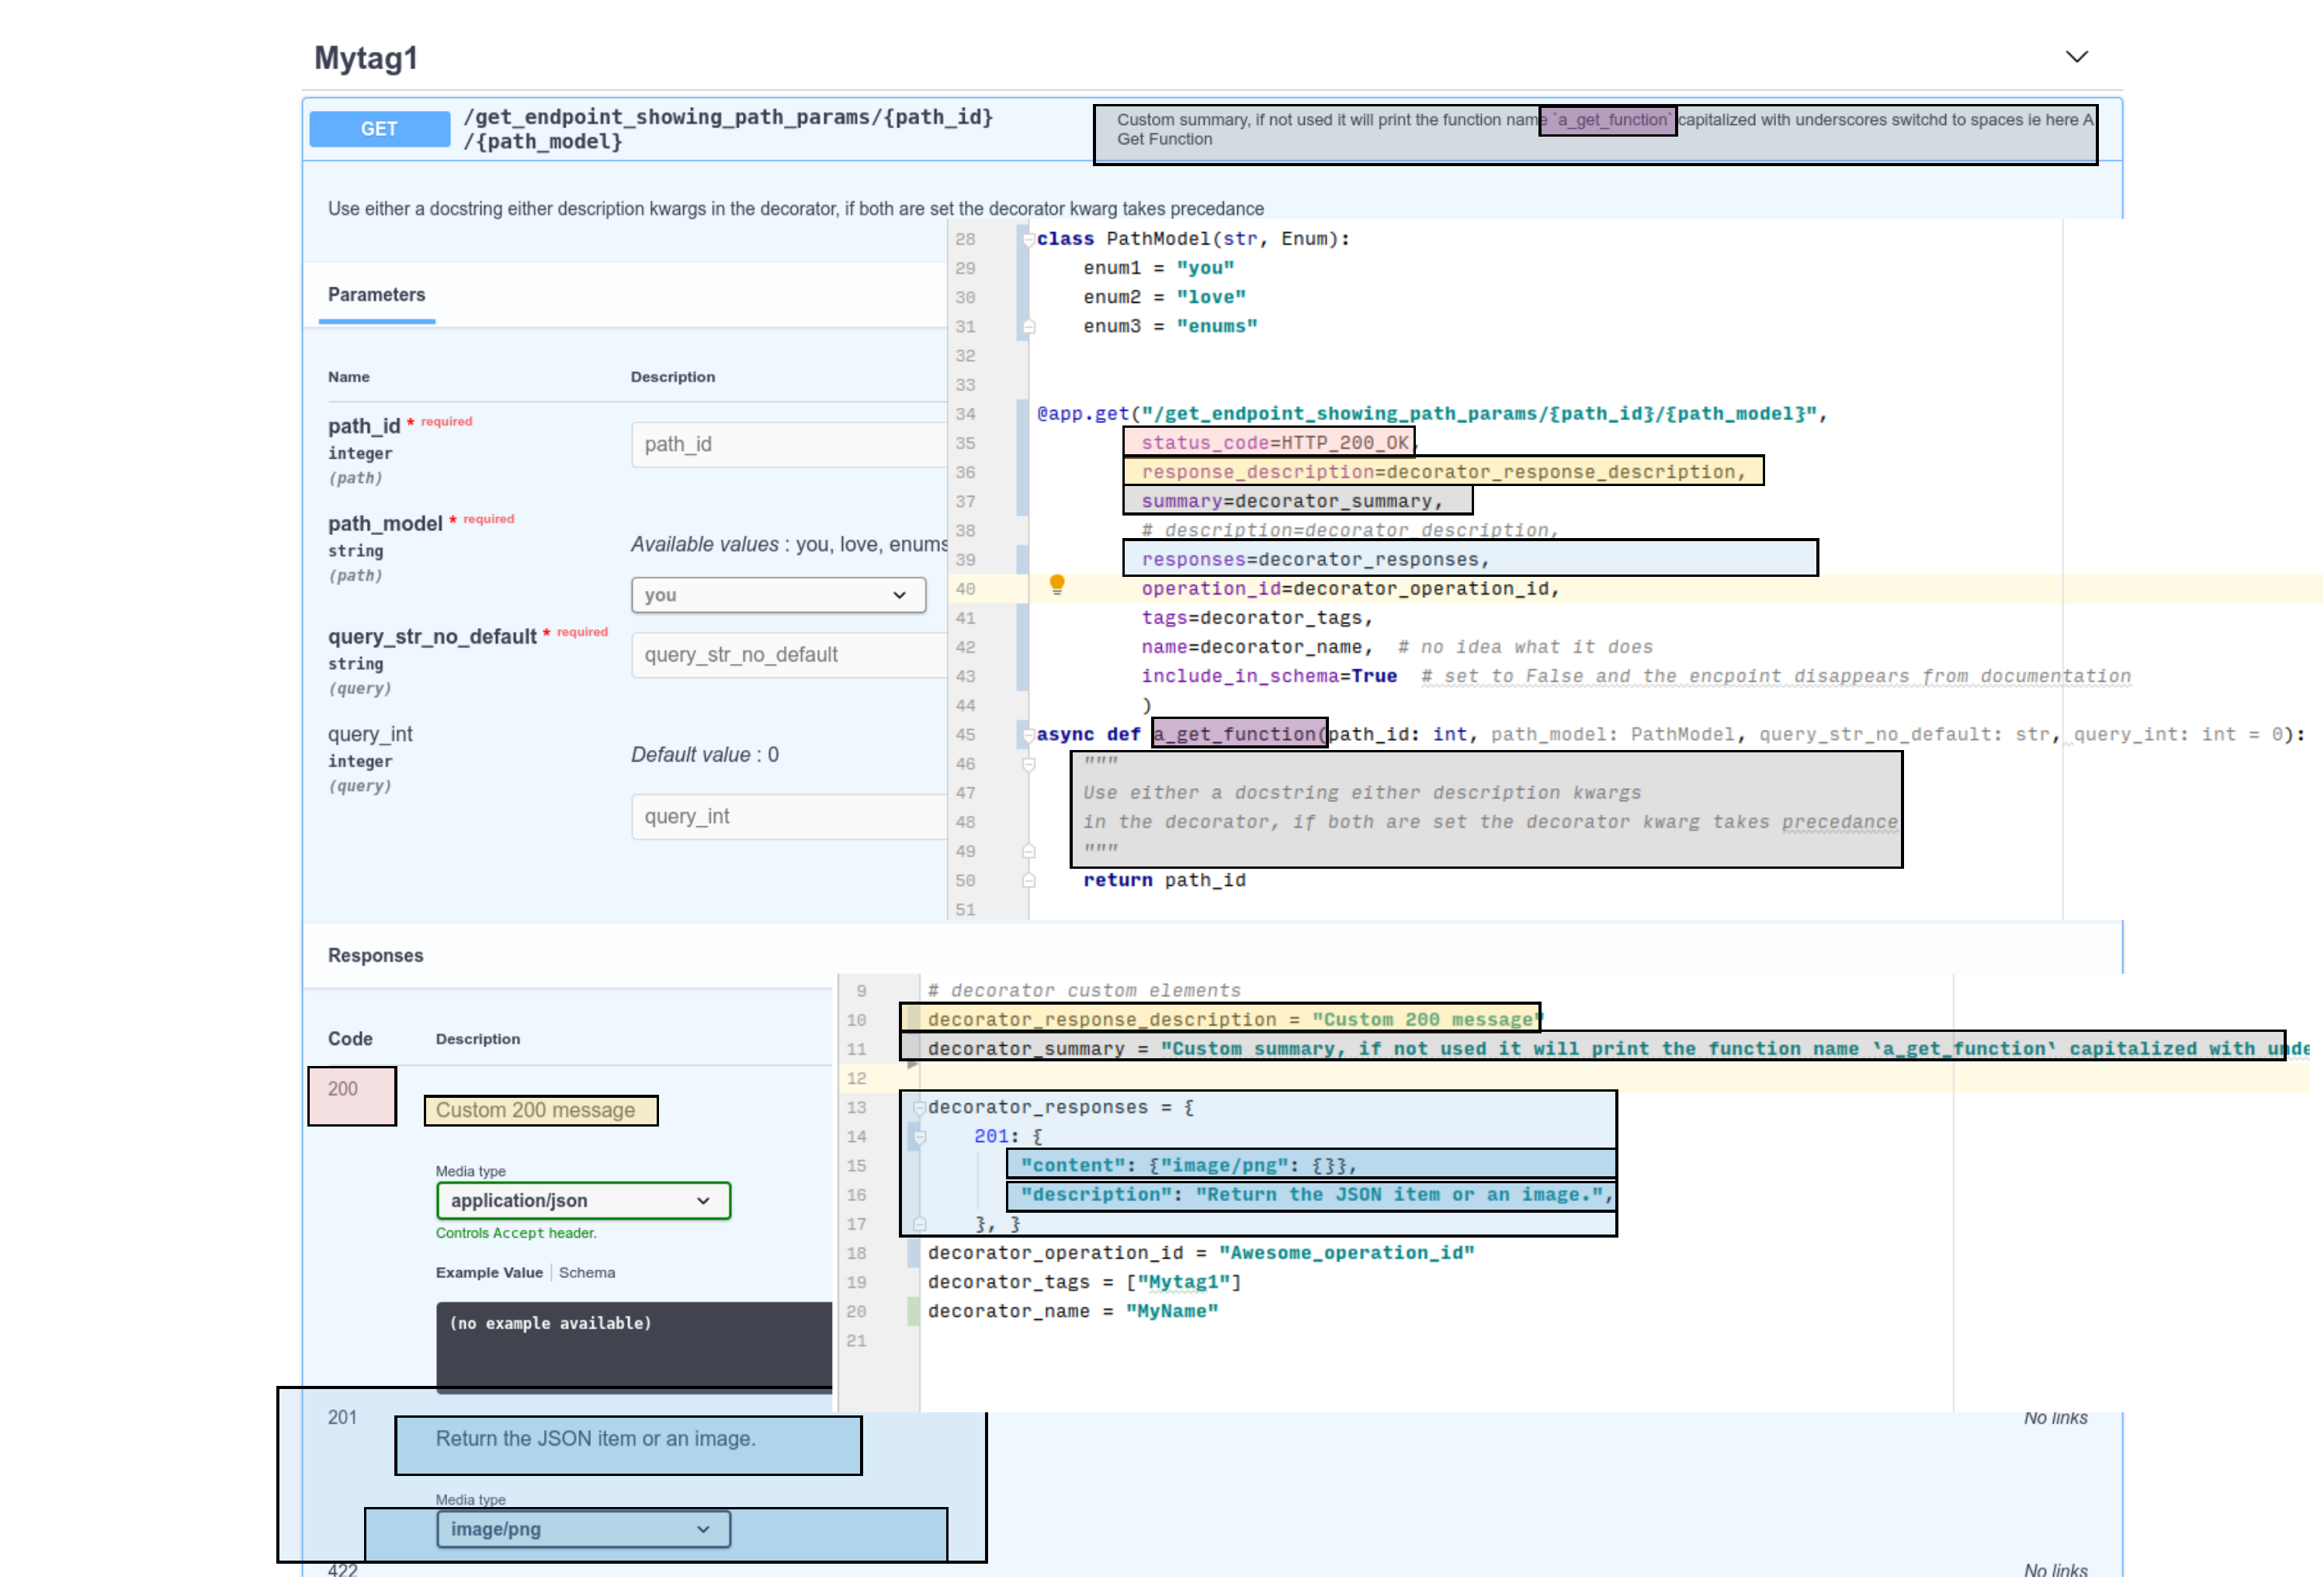 Mytag1
GET
/get_endpoint_showing_path_params/{path_id}
/{path_model}
Custom summary, if not used it will print the function name `a_get_function` capitalized with underscores switchd to spaces ie here A
Get Function
Use either a docstring either description kwargs in the decorator, if both are set the decorator kwarg takes precedance
Parameters
Name
Description
path_id * required
integer
(path)
path_id
path_model * required
string
(path)
Available values : you, love, enums
you
query_str_no_default * required
string
(query)
query_str_no_default
query_int
integer
(query)
Default value : 0
query_int
28 class PathModel(str, Enum):
29 enum1 = "you"
30 enum2 = "love"
31 enum3 = "enums"
32
33
34 @app.get("/get_endpoint_showing_path_params/{path_id}/{path_model}",
35 status_code=HTTP_200_OK,
36 response_description=decorator_response_description,
37 summary=decorator_summary,
38 # description=decorator_description,
39 responses=decorator_responses,
40 operation_id=decorator_operation_id,
41 tags=decorator_tags,
42 name=decorator_name, # no idea what it does
43 include_in_schema=True # set to False and the encpoint disappears from documentation
44 )
45 async def a_get_function(path_id: int, path_model: PathModel, query_str_no_default: str, query_int: int = 0):
46 """
47 Use either a docstring either description kwargs
48 in the decorator, if both are set the decorator kwarg takes precedance
49 """
50 return path_id
51
Responses
Code
Description
200
Custom 200 message
Media type
application/json
Controls Accept header.
Example Value
Schema
(no example available)
9 # decorator custom elements
10 decorator_response_description = "Custom 200 message"
11 decorator_summary = "Custom summary, if not used it will print the function name `a_get_function` capitalized with unde
12
13 decorator_responses = {
14 201: {
15 "content": {"image/png": {}},
16 "description": "Return the JSON item or an image.",
17 }, }
18 decorator_operation_id = "Awesome_operation_id"
19 decorator_tags = ["Mytag1"]
20 decorator_name = "MyName"
21
201
Return the JSON item or an image.
No links
Media type
image/png
422
No links